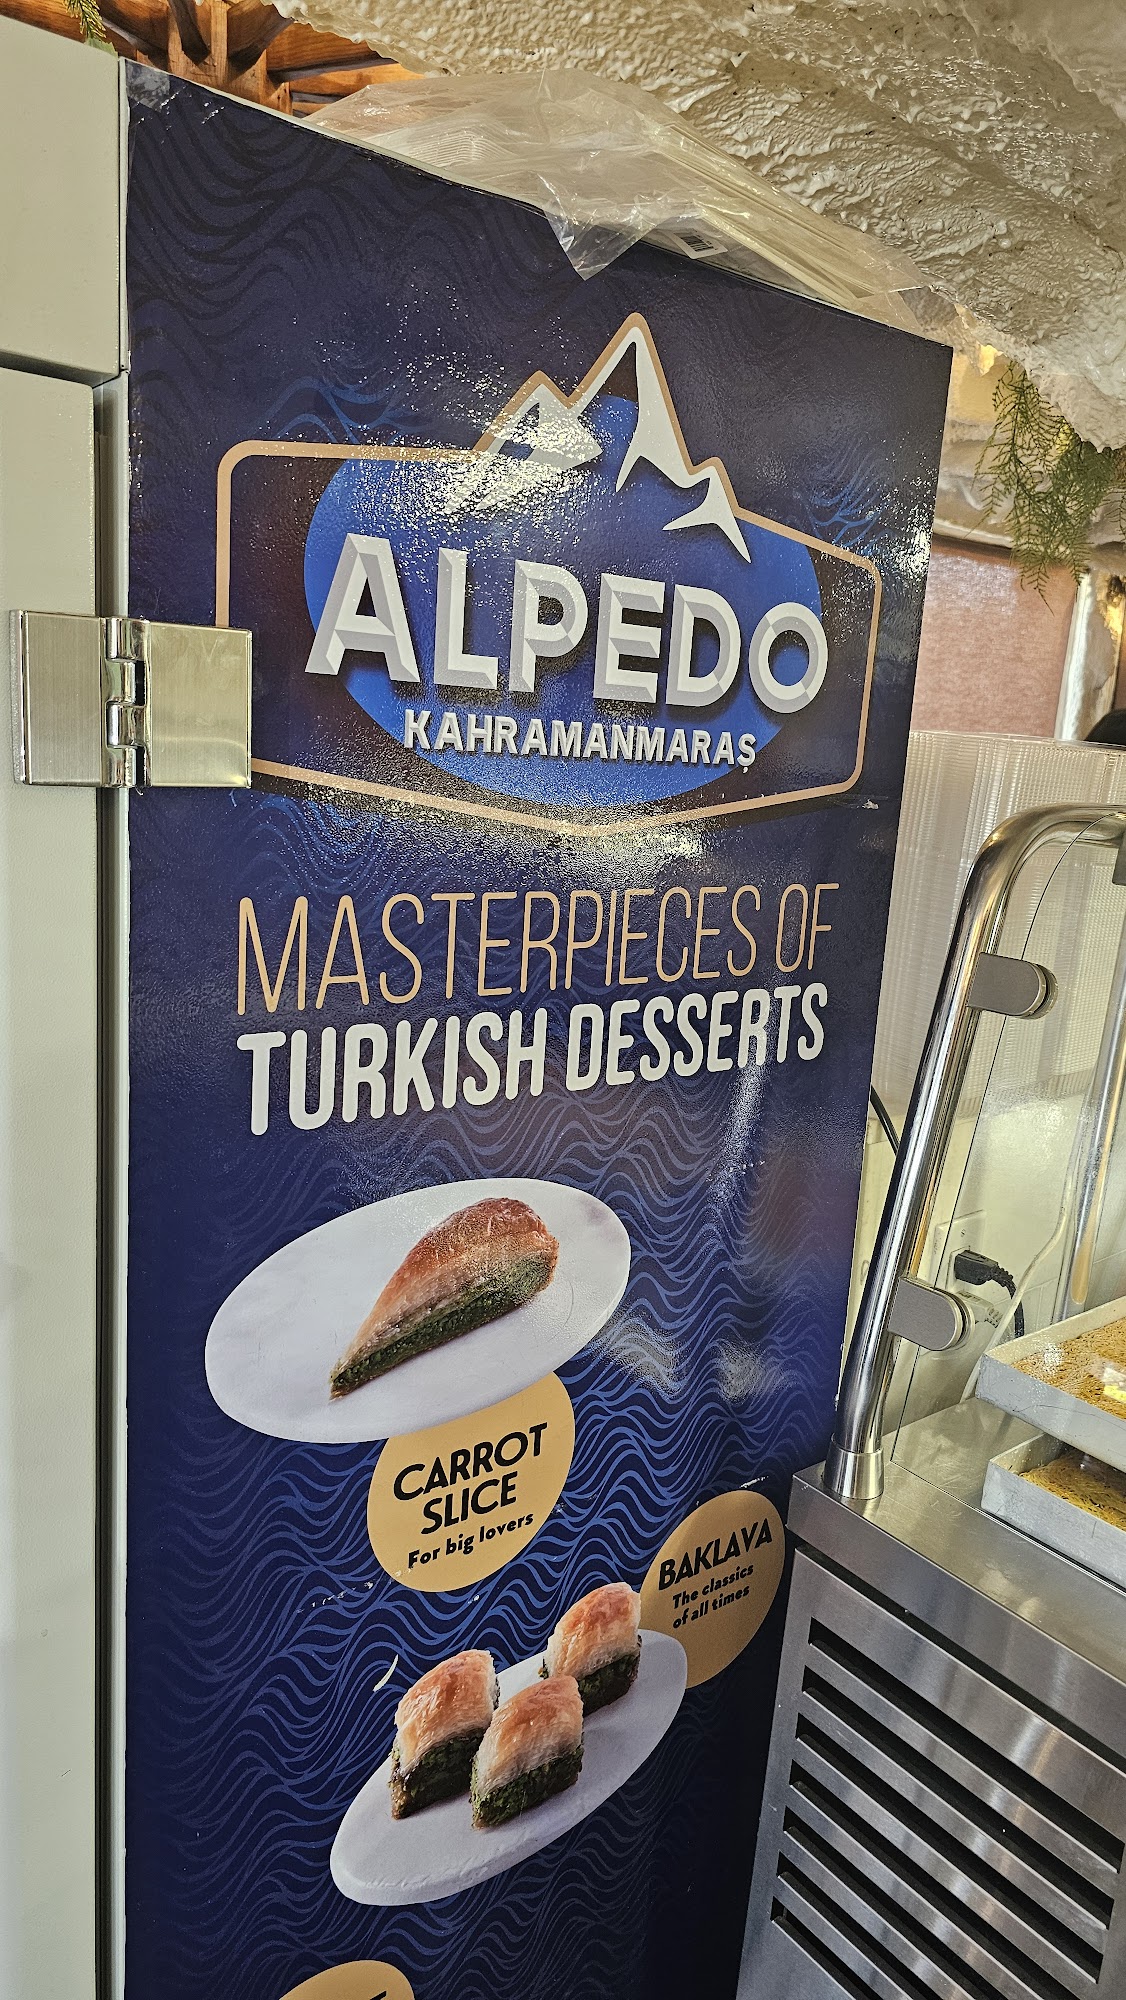 ALPEDO
KAHRAMANMARAŞ
MASTERPIECES OF
TURKISH DESSERTS
CARROT
SLICE
For big lovers
BAKLAVA
The classics
of all times